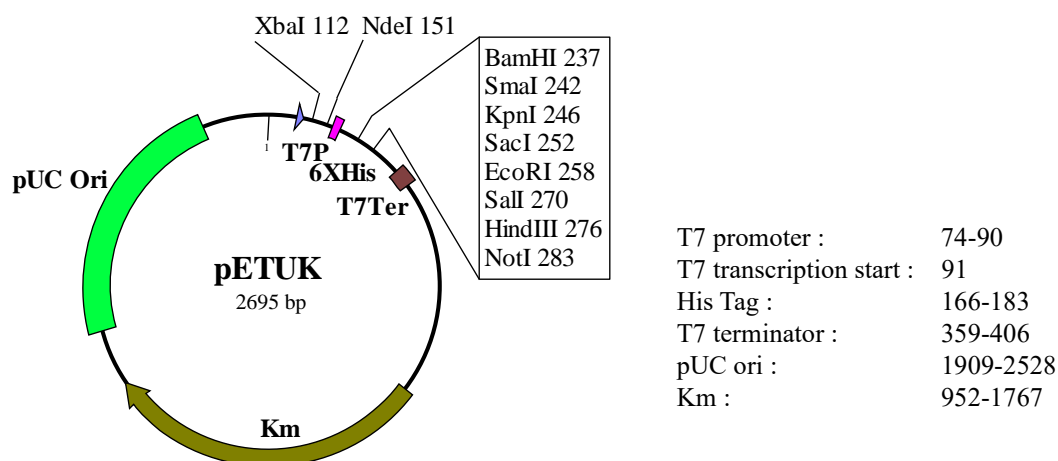 XbaI 112 NdeI 151
BamHI 237
SmaI 242
KpnI 246
SacI 252
EcoRI 258
SalI 270
HindIII 276
NotI 283
1
T7P
6XHis
T7Ter
pUC Ori
pETUK
2695 bp
Km
T7 promoter : 74-90
T7 transcription start : 91
His Tag : 166-183
T7 terminator : 359-406
pUC ori : 1909-2528
Km : 952-1767